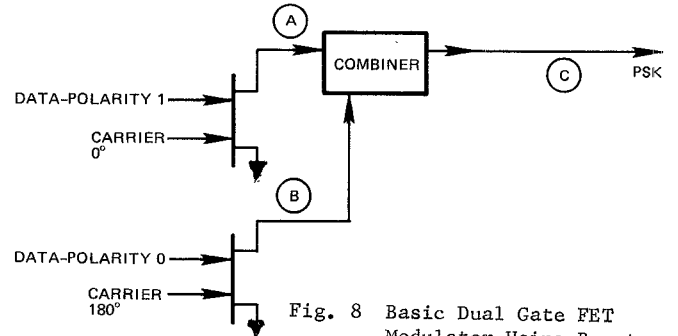 A
COMBINER
C
PSK
DATA-POLARITY 1
CARRIER
0°
B
DATA-POLARITY 0
CARRIER
180°
Fig. 8 Basic Dual Gate FET